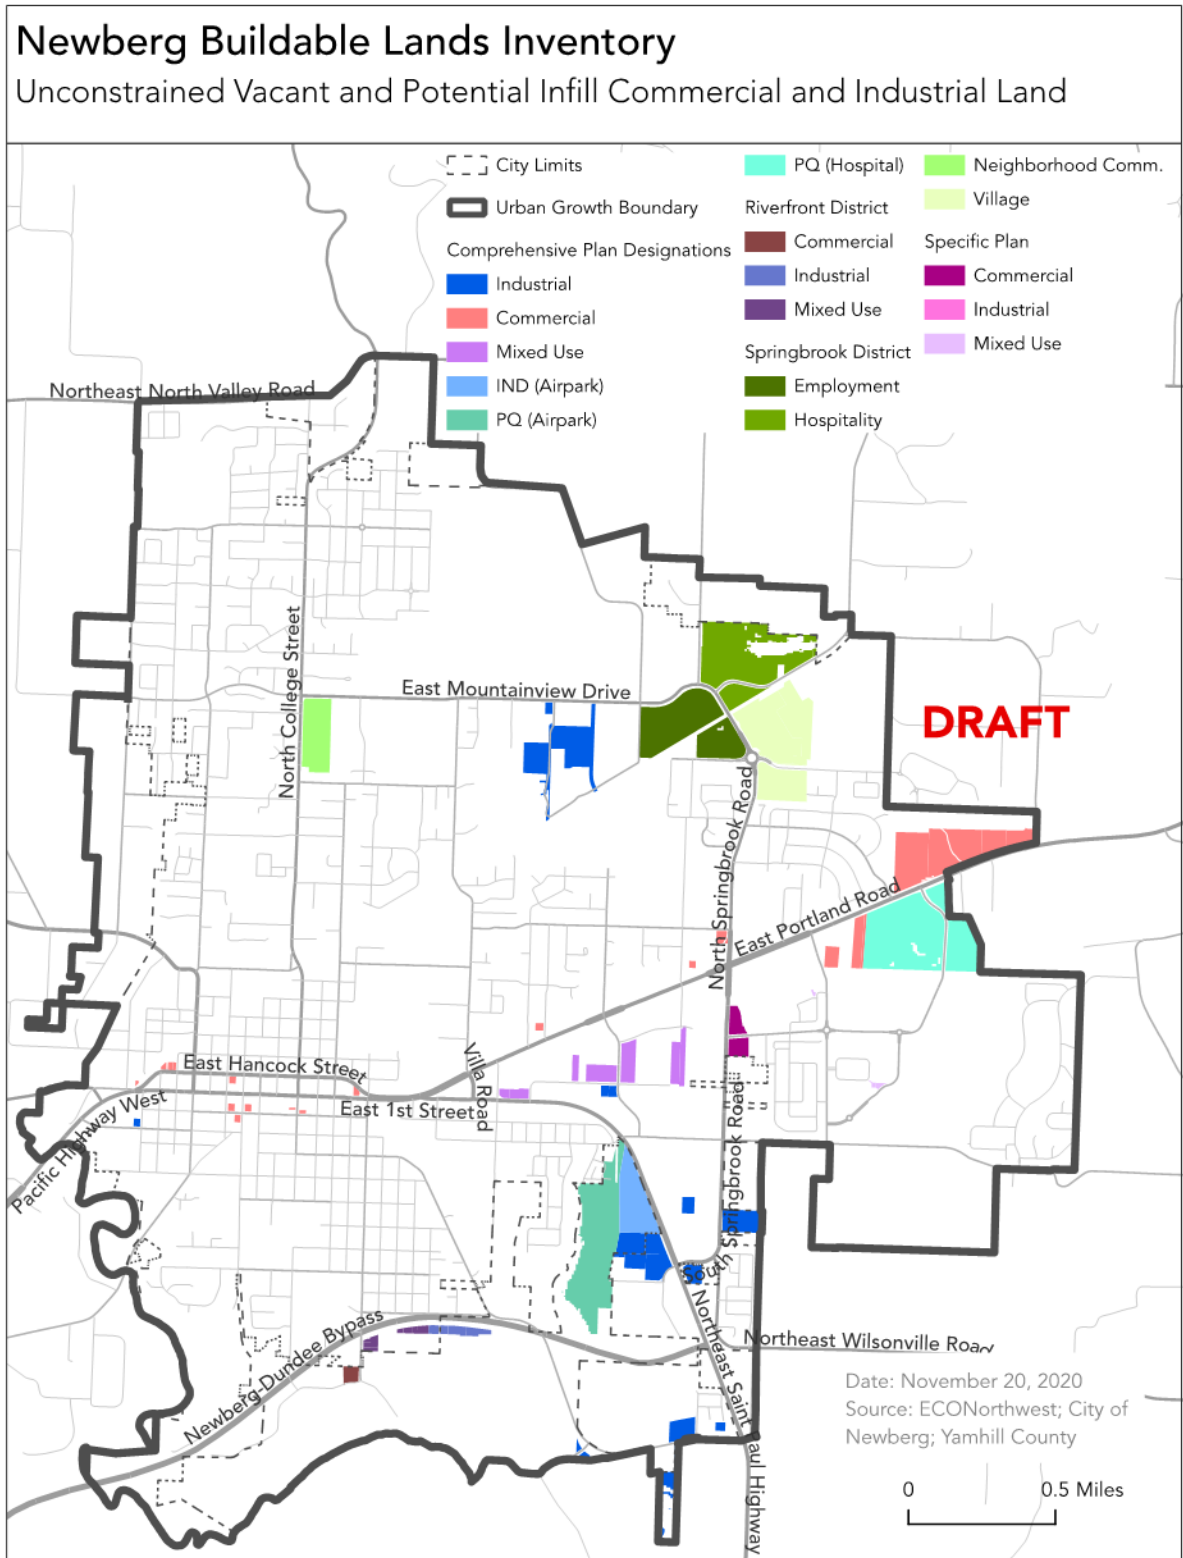 Newberg Buildable Lands Inventory
Unconstrained Vacant and Potential Infill Commercial and Industrial Land
City Limits
Urban Growth Boundary
Comprehensive Plan Designations
Industrial
Commercial
Mixed Use
IND (Airpark)
PQ (Airpark)
PQ (Hospital)
Riverfront District
Commercial
Industrial
Mixed Use
Springbrook District
Employment
Hospitality
Neighborhood Comm.
Village
Specific Plan
Commercial
Industrial
Mixed Use
Northeast North Valley Road
North College Street
East Mountainview Drive
DRAFT
North Springbrook Road
East Portland Road
East Hancock Street
Villa Road
East 1st Street
Pacific Highway West
South Springbrook Road
Newberg-Dundee Bypass
Northeast Wilsonville Road
Northeast Saint Paul Highway
Date: November 20, 2020
Source: ECONorthwest; City of
Newberg; Yamhill County
0 0.5 Miles